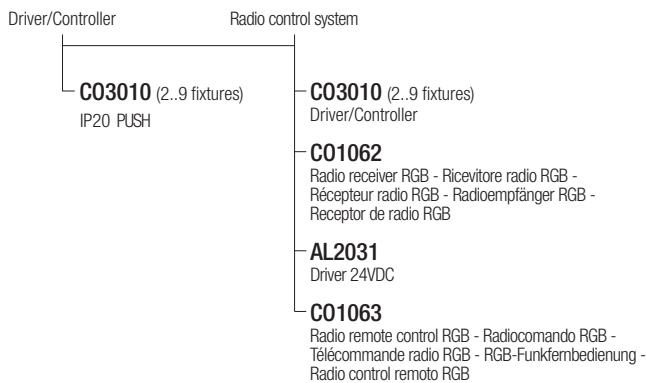 Driver/Controller
Radio control system
CO3010 (2..9 fixtures)
IP20 PUSH
CO3010 (2..9 fixtures)
Driver/Controller
CO1062
Radio receiver RGB - Ricevitore radio RGB -
Récepteur radio RGB - Radioempfänger RGB -
Receptor de radio RGB
AL2031
Driver 24VDC
CO1063
Radio remote control RGB - Radiocomando RGB -
Télécommande radio RGB - RGB-Funkfernbedienung -
Radio control remoto RGB